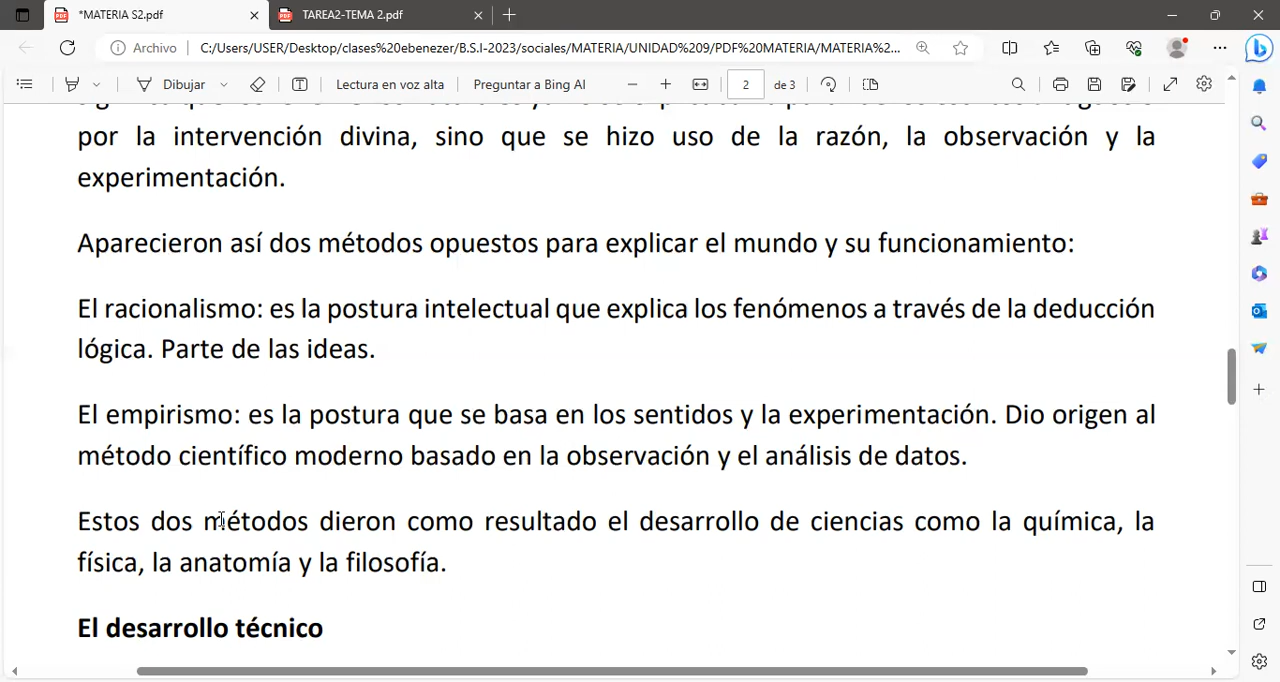 *MATERIA S2.pdf
TAREA2-TEMA 2.pdf
Archivo
C:/Users/USER/Desktop/clases%20ebenezer/B.S.I-2023/sociales/MATERIA/UNIDAD%209/PDF%20MATERIA/MATERIA%2...
Dibujar
Lectura en voz alta
Preguntar a Bing AI
2
de 3
por la intervención divina, sino que se hizo uso de la razón, la observación y la
experimentación.
Aparecieron así dos métodos opuestos para explicar el mundo y su funcionamiento:
El racionalismo: es la postura intelectual que explica los fenómenos a través de la deducción
lógica. Parte de las ideas.
El empirismo: es la postura que se basa en los sentidos y la experimentación. Dio origen al
método científico moderno basado en la observación y el análisis de datos.
Estos dos métodos dieron como resultado el desarrollo de ciencias como la química, la
física, la anatomía y la filosofía.
El desarrollo técnico